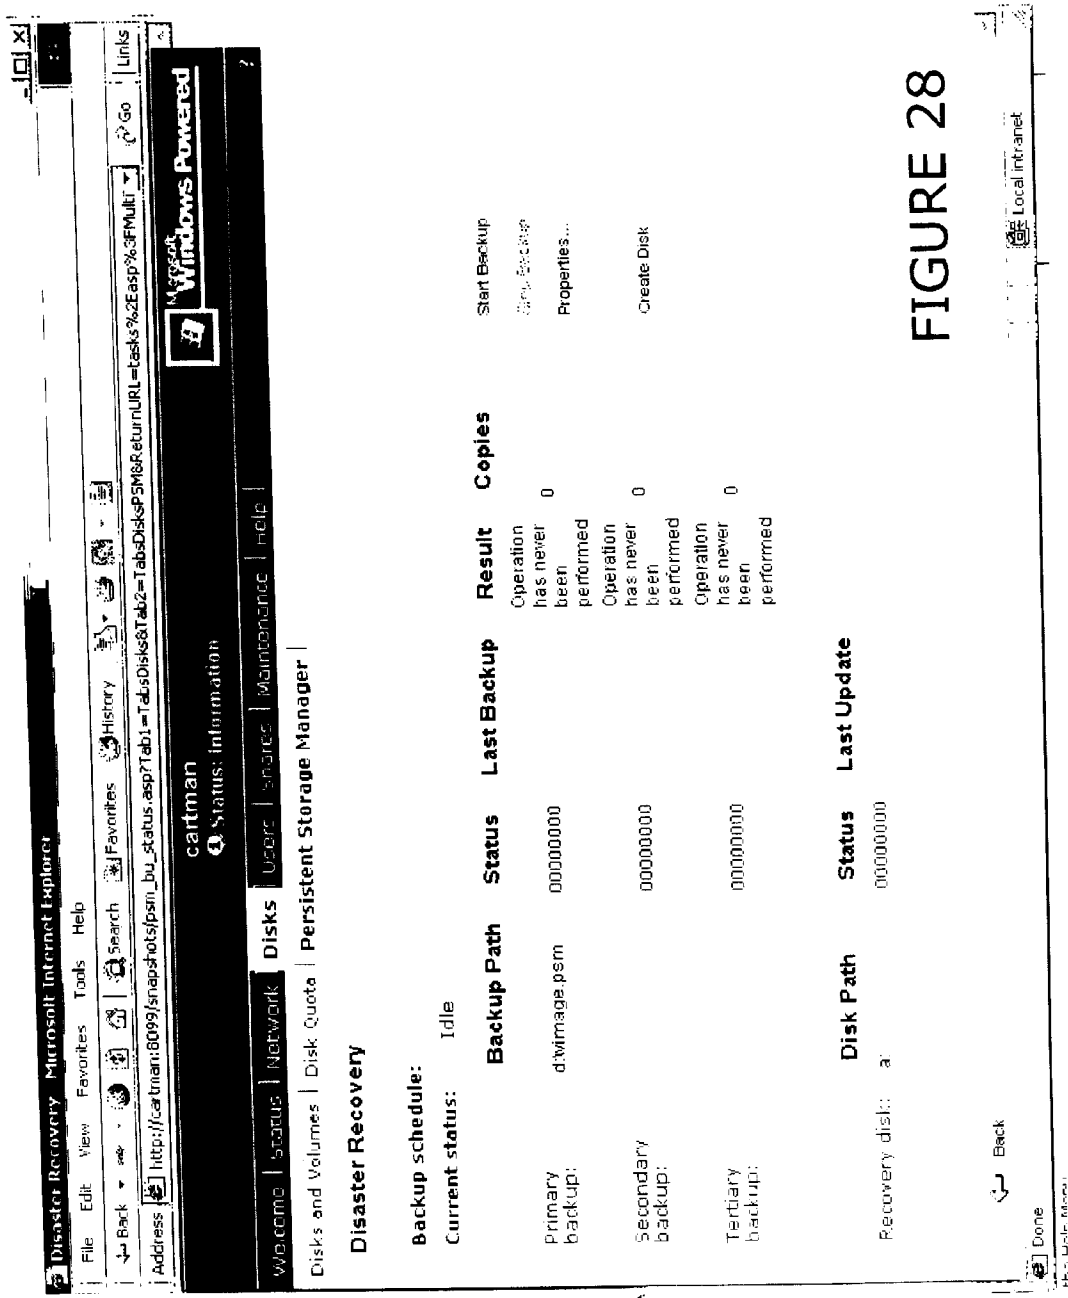 Disaster Recovery Microsoft Internet Explorer
File Edit View Favorites Tools Help
Back Search Favorites History
Address http://cartman:8099/snapshots/psm_bu_status.asp?Tab1=TabsDisks&Tab2=TabsDisksPSM&ReturnURL=tasks%2Easp%3FMulti Go Links
cartman
Status: Information
Microsoft
Windows Powered
Welcome | Status | Network | Disks | Users | Shares | Maintenance | Help | ?
Disks and Volumes | Disk Quota | Persistent Storage Manager |
Disaster Recovery
Backup schedule:
Current status: Idle
Backup Path Status Last Backup Result Copies
Start Backup
Primary backup: 00000000 Operation has never been performed 0
Properties...
Secondary backup: 00000000 Operation has never been performed 0
Create Disk
Tertiary backup: 00000000 Operation has never been performed 0
Disk Path Status Last Update
Recovery disk: a: 00000000
Back
Done Local intranet
FIGURE 28